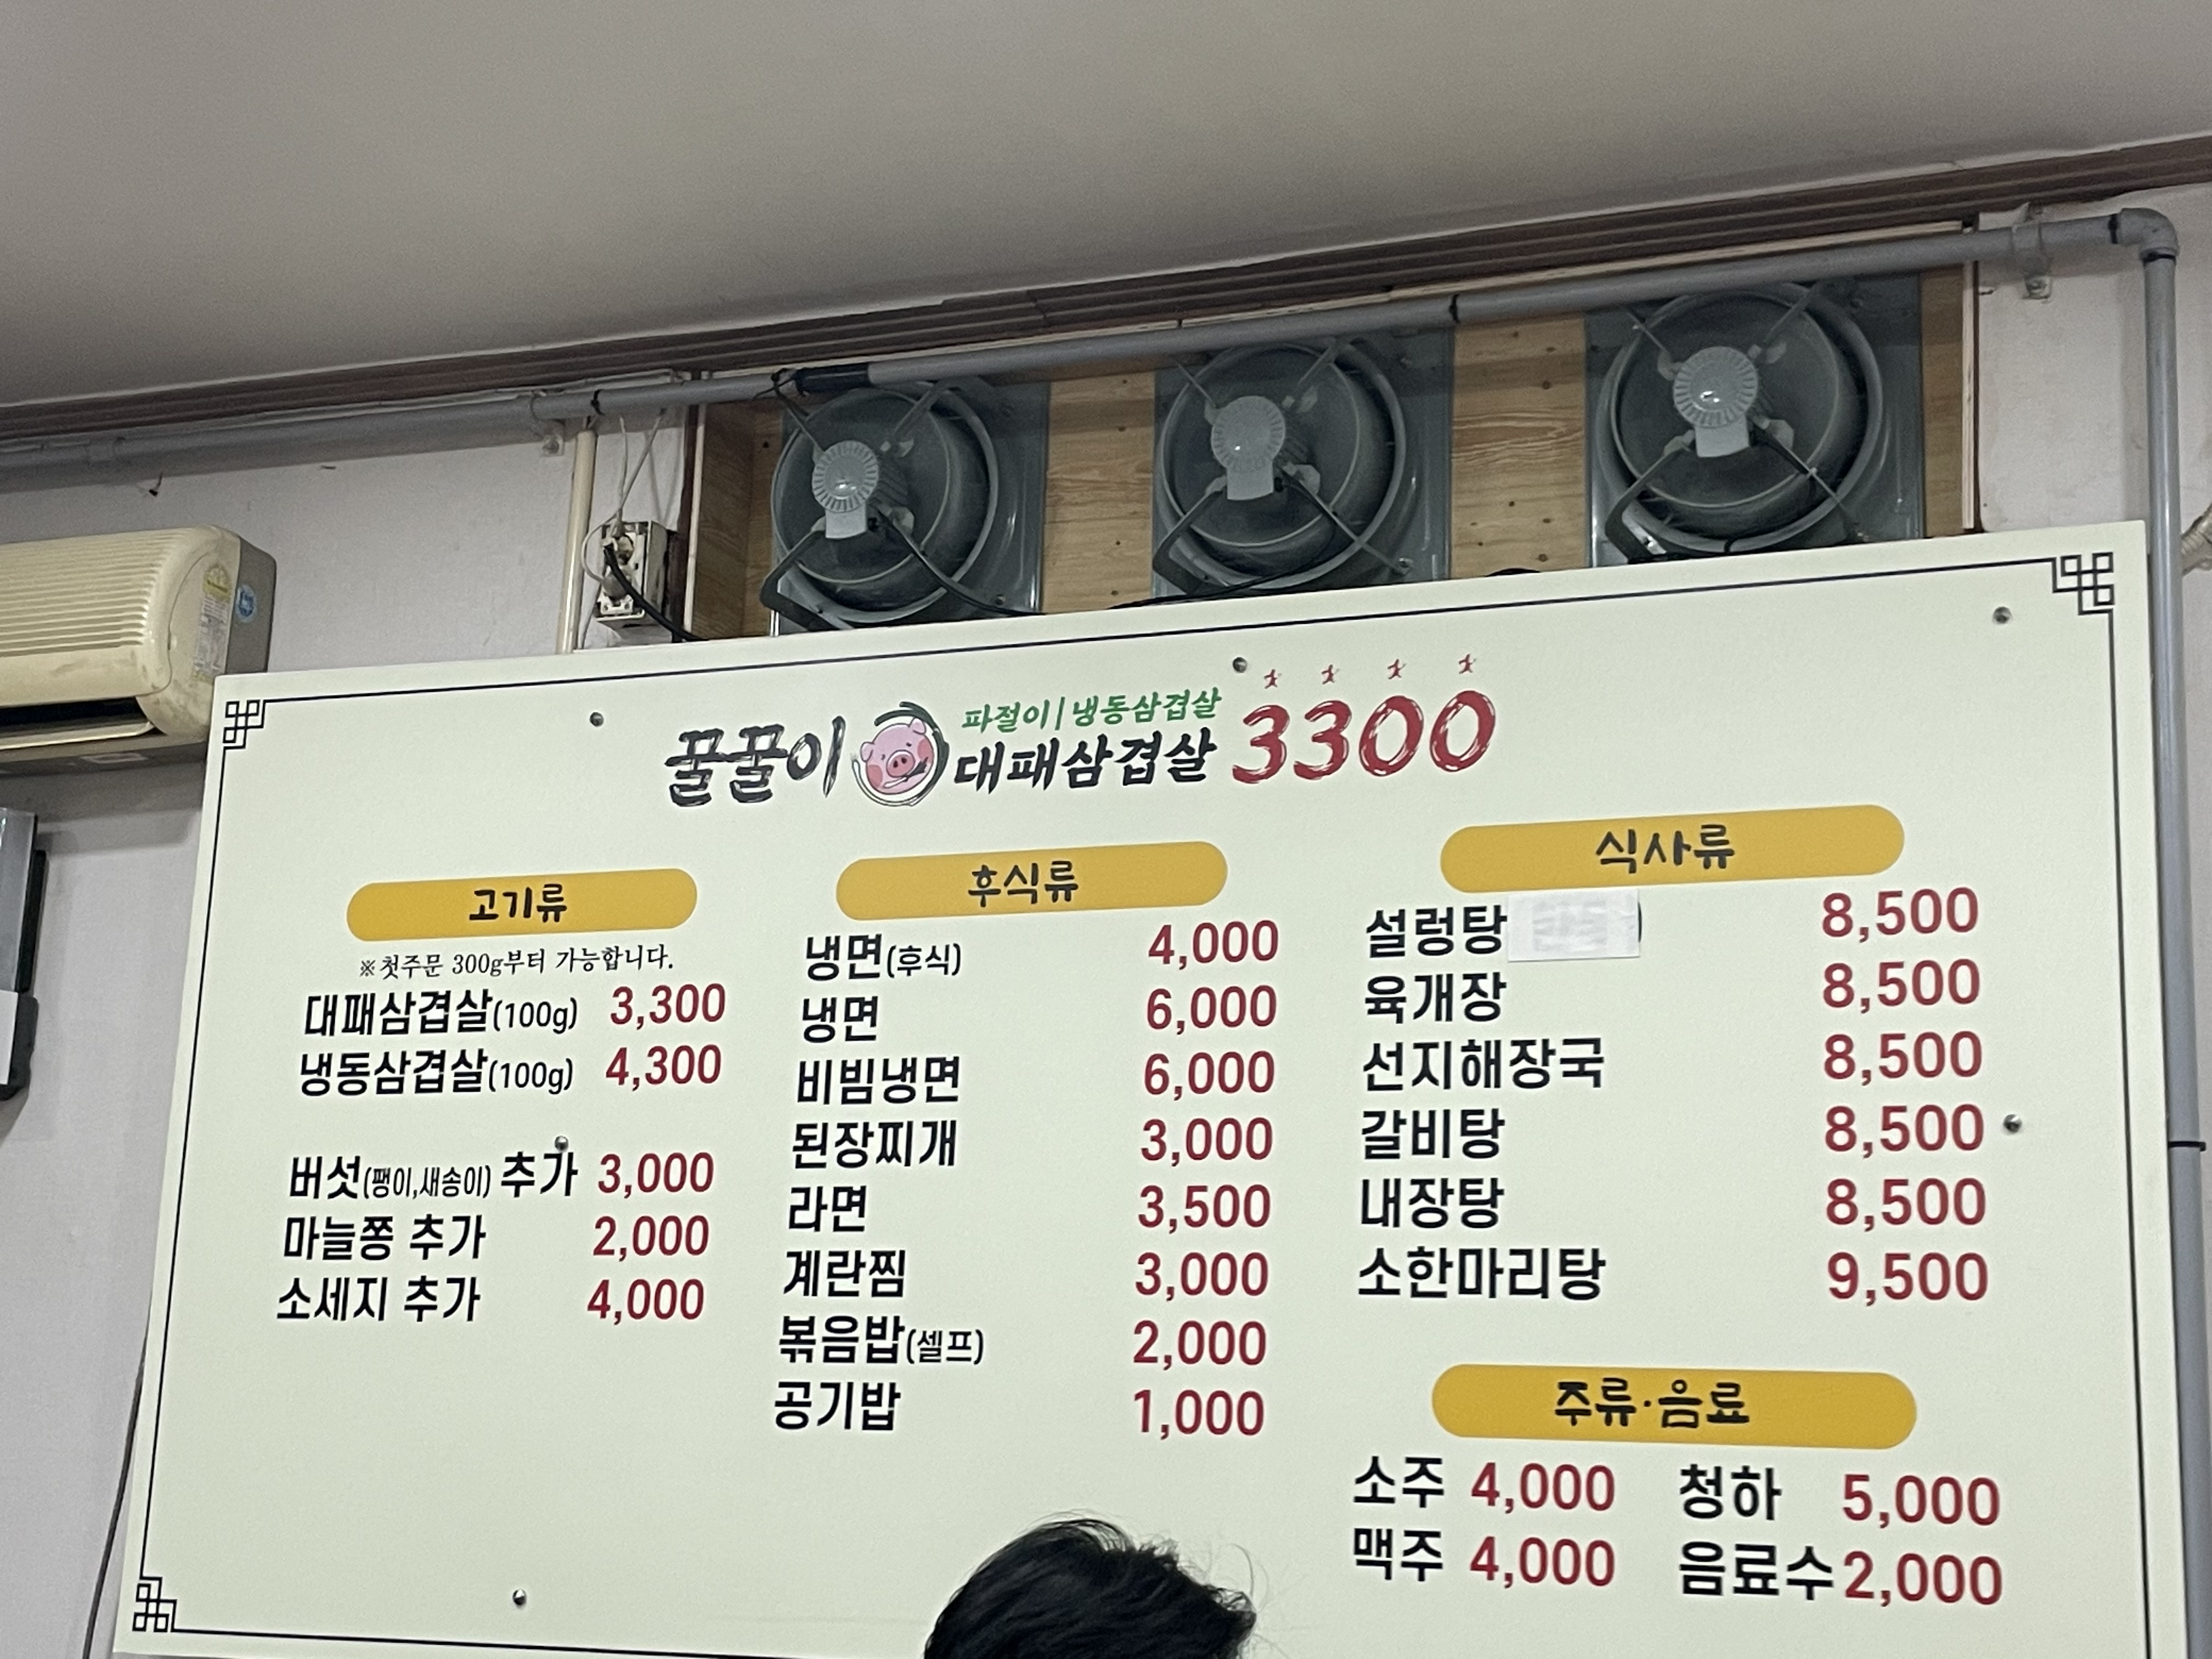 꿀꿀이
파절이|냉동삼겹살
대패삼겹살 3300
고기류
※첫주문 300g부터 가능합니다.
대패삼겹살(100g) 3,300
냉동삼겹살(100g) 4,300
버섯(팽이,새송이) 추가 3,000
마늘쫑 추가 2,000
소세지 추가 4,000
후식류
냉면(후식) 4,000
냉면 6,000
비빔냉면 6,000
된장찌개 3,000
라면 3,500
계란찜 3,000
볶음밥(셀프) 2,000
공기밥 1,000
식사류
설렁탕 8,500
육개장 8,500
선지해장국 8,500
갈비탕 8,500
내장탕 8,500
소한마리탕 9,500
주류·음료
소주 4,000 청하 5,000
맥주 4,000 음료수 2,000